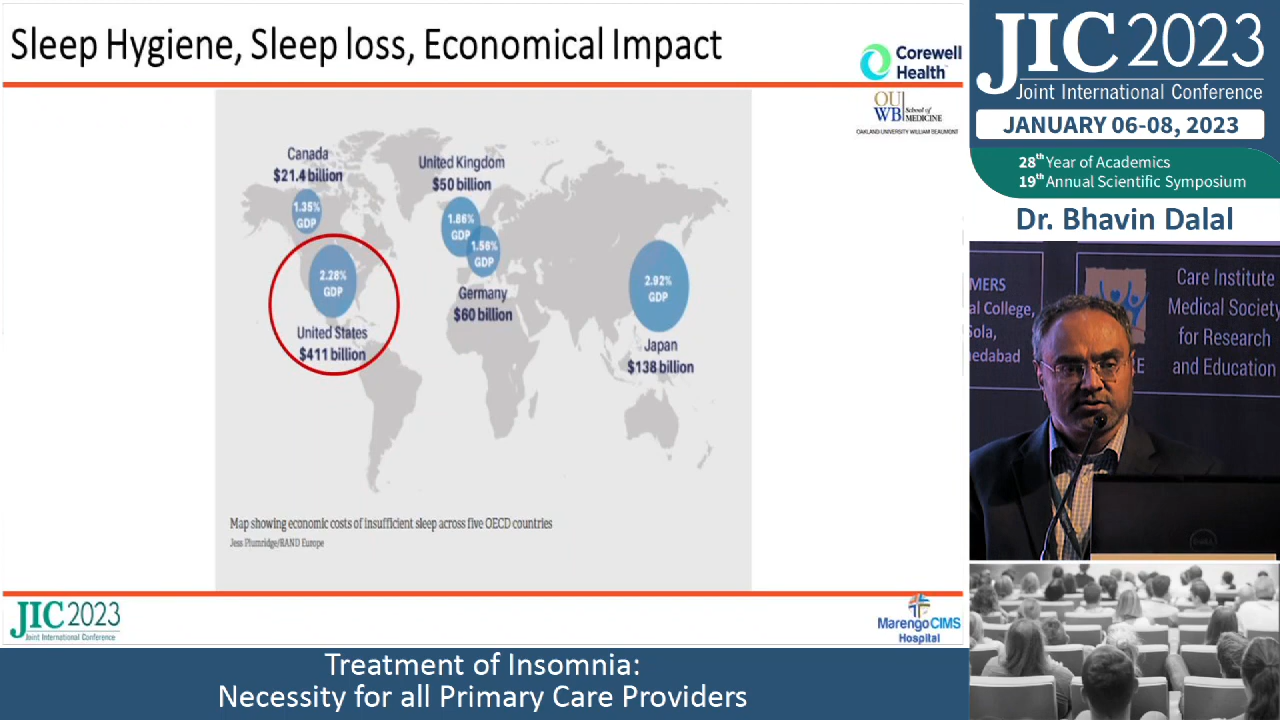 Sleep Hygiene, Sleep loss, Economical Impact
Corewell
Health
OU
WB
School of
MEDICINE
OAKLAND UNIVERSITY WILLIAM BEAUMONT
Canada
$21.4 billion
1.35%
GDP
United Kingdom
$50 billion
1.86%
GDP
1.56%
GDP
Germany
$60 billion
2.28%
GDP
United States
$411 billion
2.92%
GDP
Japan
$138 billion
Map showing economic costs of insufficient sleep across five OECD countries
Jess Plumridge/RAND Europe
JIC 2023
Joint International Conference
Marengo CIMS
Hospital
Treatment of Insomnia:
Necessity for all Primary Care Providers
JIC 2023
Joint International Conference
JANUARY 06-08, 2023
28th Year of Academics
19th Annual Scientific Symposium
Dr. Bhavin Dalal
MERS
al College,
Sola,
medabad
Care Institute
Medical Society
for Research
and Education
DELL